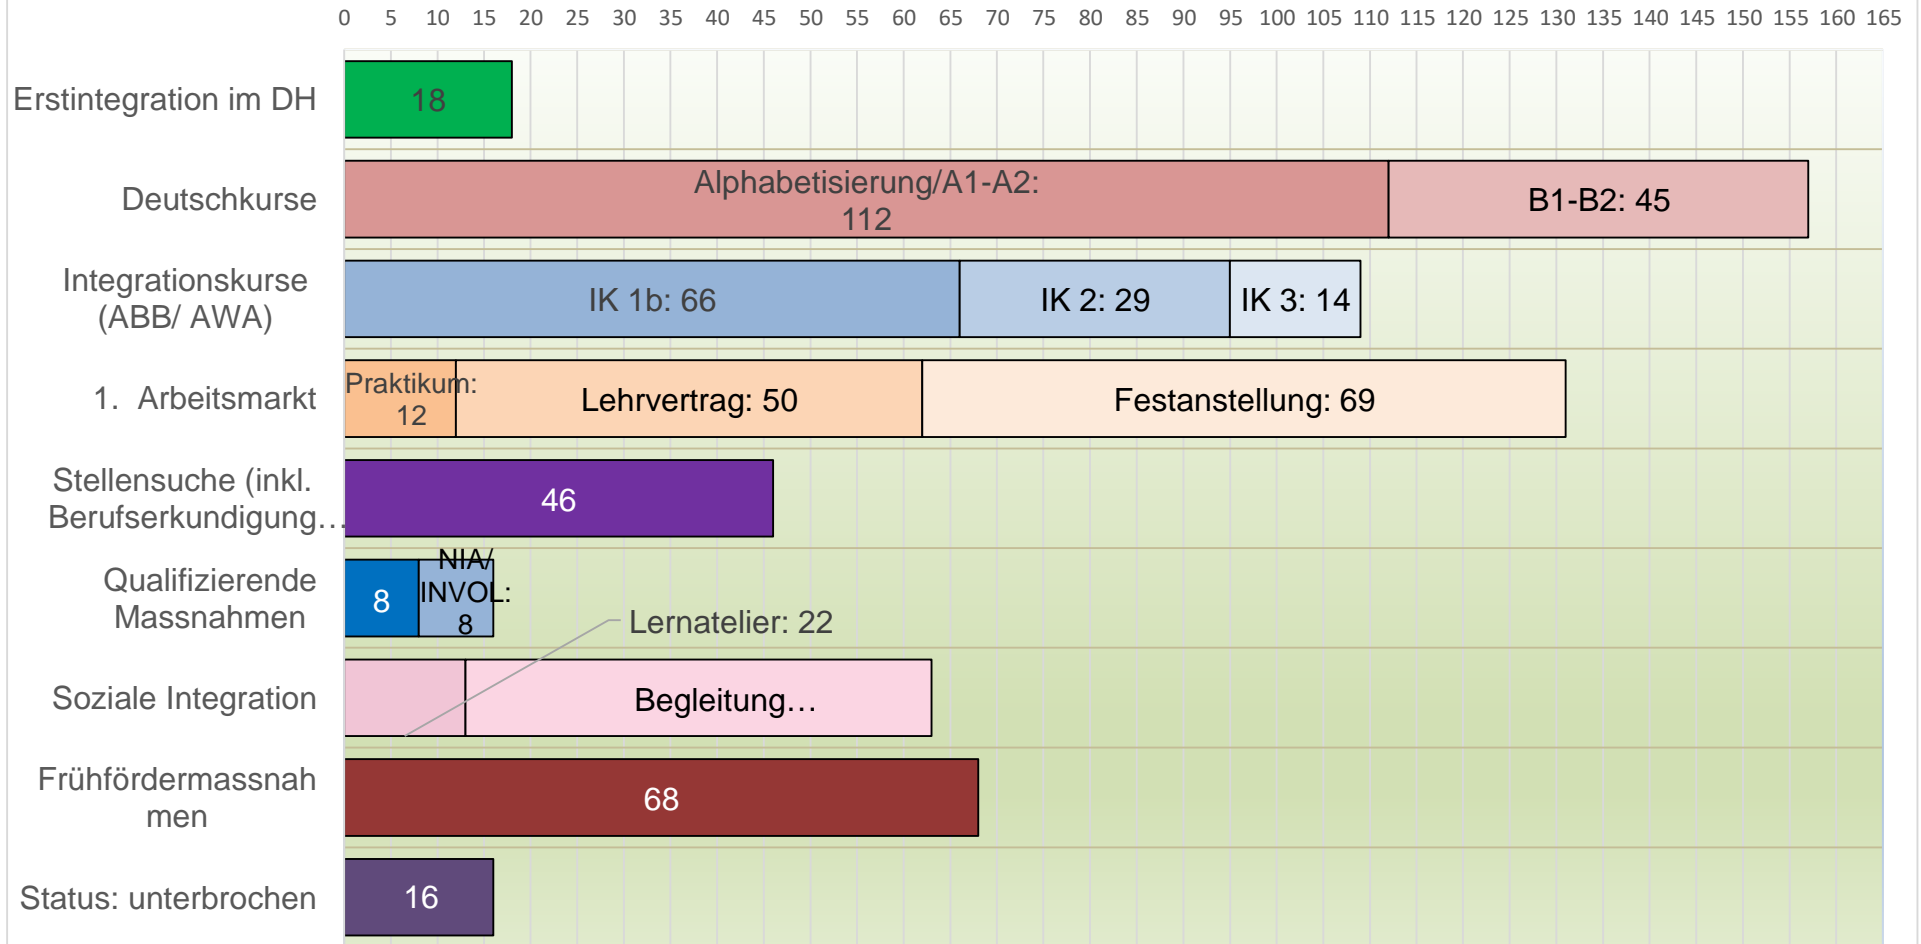 0 5 10 15 20 25 30 35 40 45 50 55 60 65 70 75 80 85 90 95 100 105 110 115 120 125 130 135 140 145 150 155 160 165
Erstintegration im DH
18
Deutschkurse
Alphabetisierung/A1-A2:
112
B1-B2: 45
Integrationskurse
(ABB/ AWA)
IK 1b: 66
IK 2: 29
IK 3: 14
1. Arbeitsmarkt
Praktikum:
12
Lehrvertrag: 50
Festanstellung: 69
Stellensuche (inkl.
Berufserkundigung…
46
Qualifizierende
Massnahmen
8
NIA/
INVOL:
8
Lernatelier: 22
Soziale Integration
Begleitung…
Frühfördermassnah
men
68
Status: unterbrochen
16